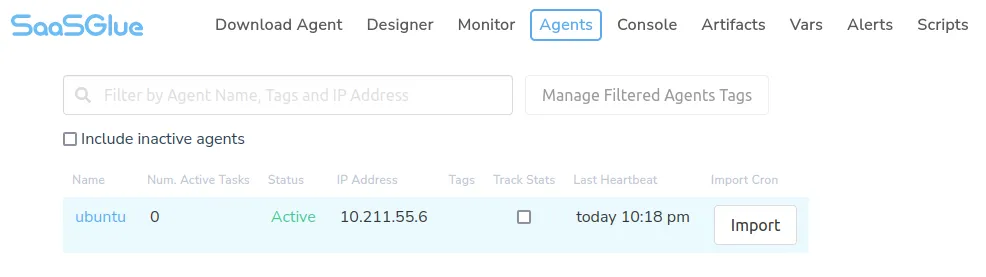 SaaSGlue Download Agent Designer Monitor Agents Console Artifacts Vars Alerts Scripts
Filter by Agent Name, Tags and IP Address Manage Filtered Agents Tags
Include inactive agents
Name Num. Active Tasks Status IP Address Tags Track Stats Last Heartbeat Import Cron
ubuntu 0 Active 10.211.55.6 today 10:18 pm Import